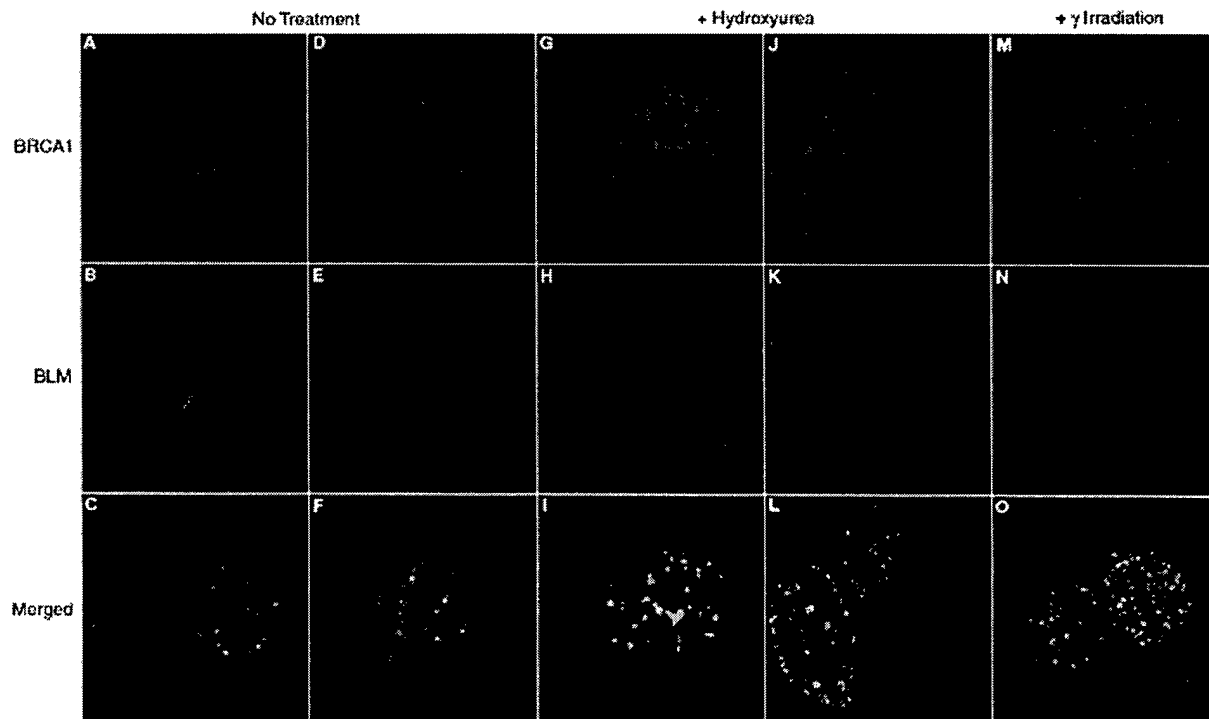 No Treatment + Hydroxyurea + γ Irradiation
A D G J M
BRCA1
B E H K N
BLM
C F I L O
Merged